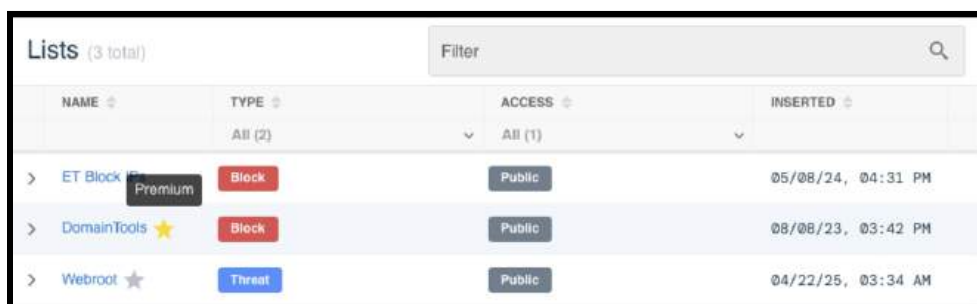 Lists (3 total) Filter
NAME TYPE ACCESS INSERTED
All (2) All (1)
ET Block Block Public 05/08/24, 04:31 PM
Premium
DomainTools Block Public 08/08/23, 03:42 PM
Webroot Threat Public 04/22/25, 03:34 AM